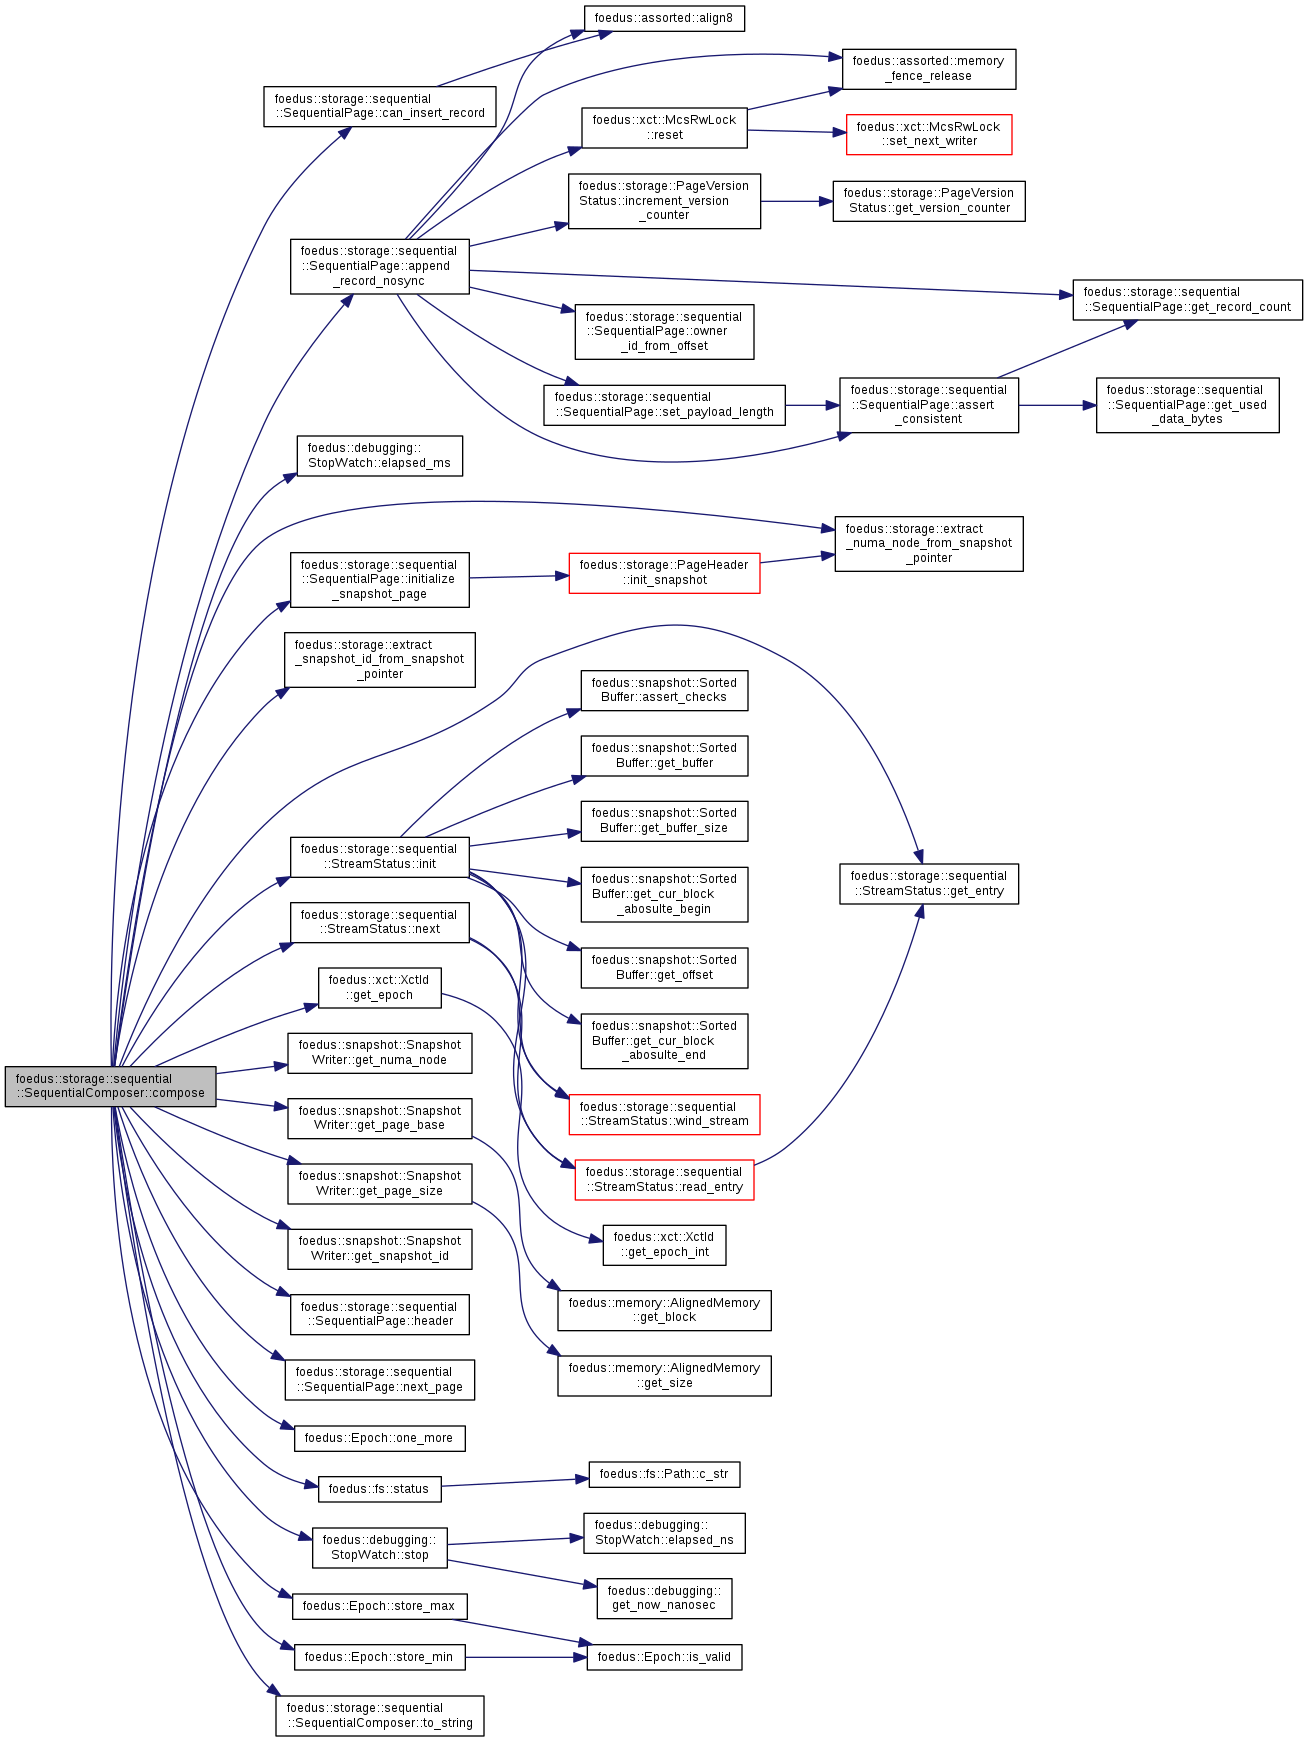 foedus::assorted::align8
foedus::assorted::memory
_fence_release
foedus::storage::sequential
::SequentialPage::can_insert_record
foedus::xct::McsRwLock
::reset
foedus::xct::McsRwLock
::set_next_writer
foedus::storage::PageVersion
Status::increment_version
_counter
foedus::storage::PageVersion
Status::get_version_counter
foedus::storage::sequential
::SequentialPage::append
_record_nosync
foedus::storage::sequential
::SequentialPage::get_record_count
foedus::storage::sequential
::SequentialPage::owner
_id_from_offset
foedus::storage::sequential
::SequentialPage::set_payload_length
foedus::storage::sequential
::SequentialPage::assert
_consistent
foedus::storage::sequential
::SequentialPage::get_used
_data_bytes
foedus::debugging::
StopWatch::elapsed_ms
foedus::storage::extract
_numa_node_from_snapshot
_pointer
foedus::storage::sequential
::SequentialPage::initialize
_snapshot_page
foedus::storage::PageHeader
::init_snapshot
foedus::storage::extract
_snapshot_id_from_snapshot
_pointer
foedus::snapshot::Sorted
Buffer::assert_checks
foedus::snapshot::Sorted
Buffer::get_buffer
foedus::snapshot::Sorted
Buffer::get_buffer_size
foedus::storage::sequential
::StreamStatus::init
foedus::snapshot::Sorted
Buffer::get_cur_block
_abosulte_begin
foedus::storage::sequential
::StreamStatus::get_entry
foedus::storage::sequential
::StreamStatus::next
foedus::snapshot::Sorted
Buffer::get_offset
foedus::xct::XctId
::get_epoch
foedus::snapshot::Sorted
Buffer::get_cur_block
_abosulte_end
foedus::snapshot::Snapshot
Writer::get_numa_node
foedus::storage::sequential
::SequentialComposer::compose
foedus::snapshot::Snapshot
Writer::get_page_base
foedus::storage::sequential
::StreamStatus::wind_stream
foedus::snapshot::Snapshot
Writer::get_page_size
foedus::storage::sequential
::StreamStatus::read_entry
foedus::snapshot::Snapshot
Writer::get_snapshot_id
foedus::xct::XctId
::get_epoch_int
foedus::storage::sequential
::SequentialPage::header
foedus::memory::AlignedMemory
::get_block
foedus::storage::sequential
::SequentialPage::next_page
foedus::memory::AlignedMemory
::get_size
foedus::Epoch::one_more
foedus::fs::status
foedus::fs::Path::c_str
foedus::debugging::
StopWatch::stop
foedus::debugging::
StopWatch::elapsed_ns
foedus::debugging::
get_now_nanosec
foedus::Epoch::store_max
foedus::Epoch::store_min
foedus::Epoch::is_valid
foedus::storage::sequential
::SequentialComposer::to_string